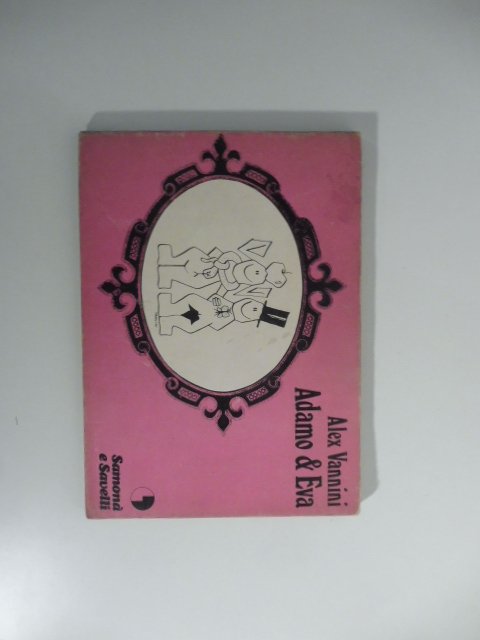 Alex Vannini
Adamo & Eva
Samonà
e Savelli